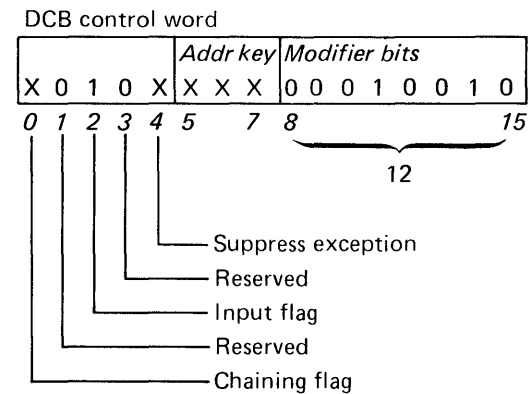 DCB control word
Addr key Modifier bits
X 0 1 0 X X X X 0 0 0 1 0 0 1 0
0 1 2 3 4 5 7 8 15
12
Suppress exception
Reserved
Input flag
Reserved
Chaining flag